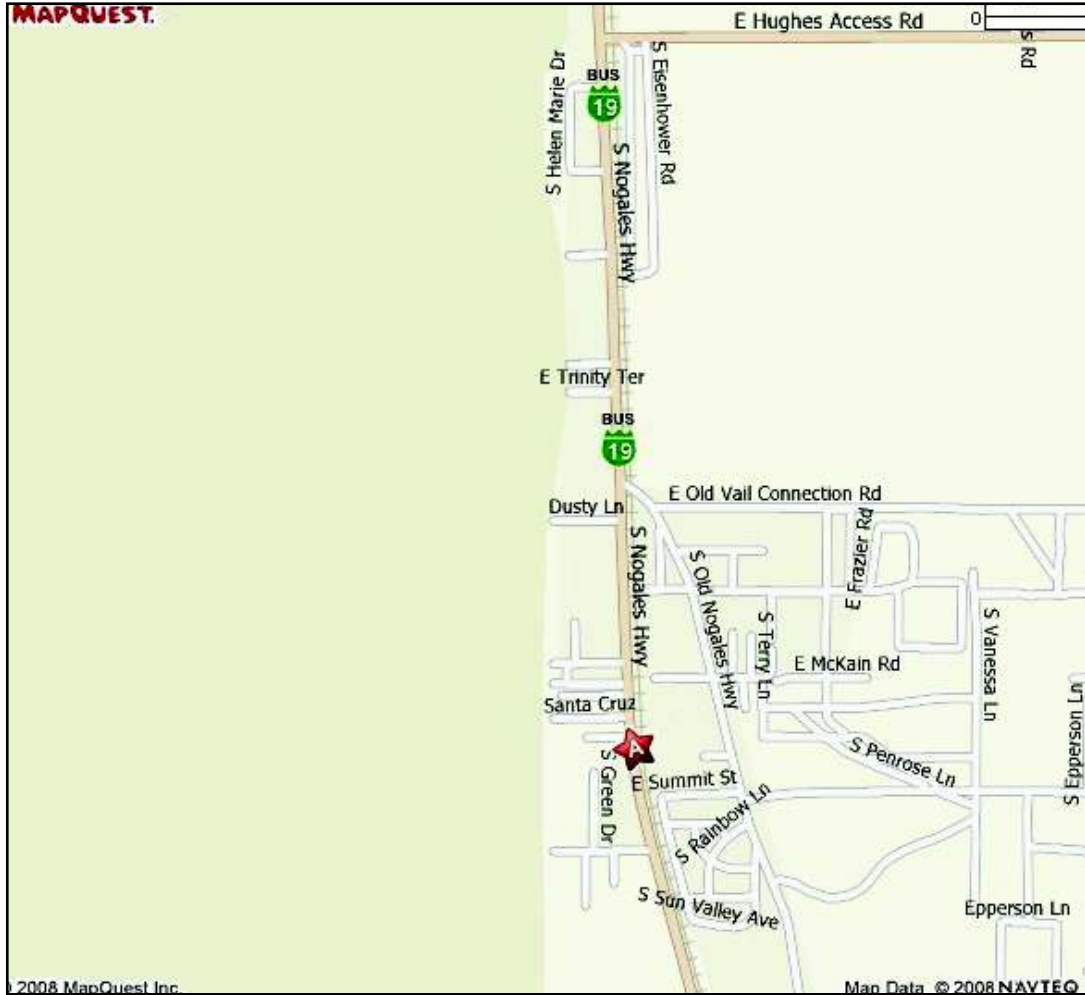 MAPQUEST.
E Hughes Access Rd
0
s Rd
S Eisenhower Rd
S Helen Marie Dr
BUS
19
S Nogales Hwy
E Trinity Ter
BUS
19
E Old Vail Connection Rd
Dusty Ln
E Frazier Rd
S Nogales Hwy
S Old Nogales Hwy
S Terry Ln
S Vanessa Ln
E McKain Rd
S Epperson Ln
Santa Cruz
A
S Penrose Ln
S Green Dr
E Summit St
S Rainbow Ln
S Sun Valley Ave
Epperson Ln
2008 MapQuest Inc.
Map Data © 2008 NAVTEQ